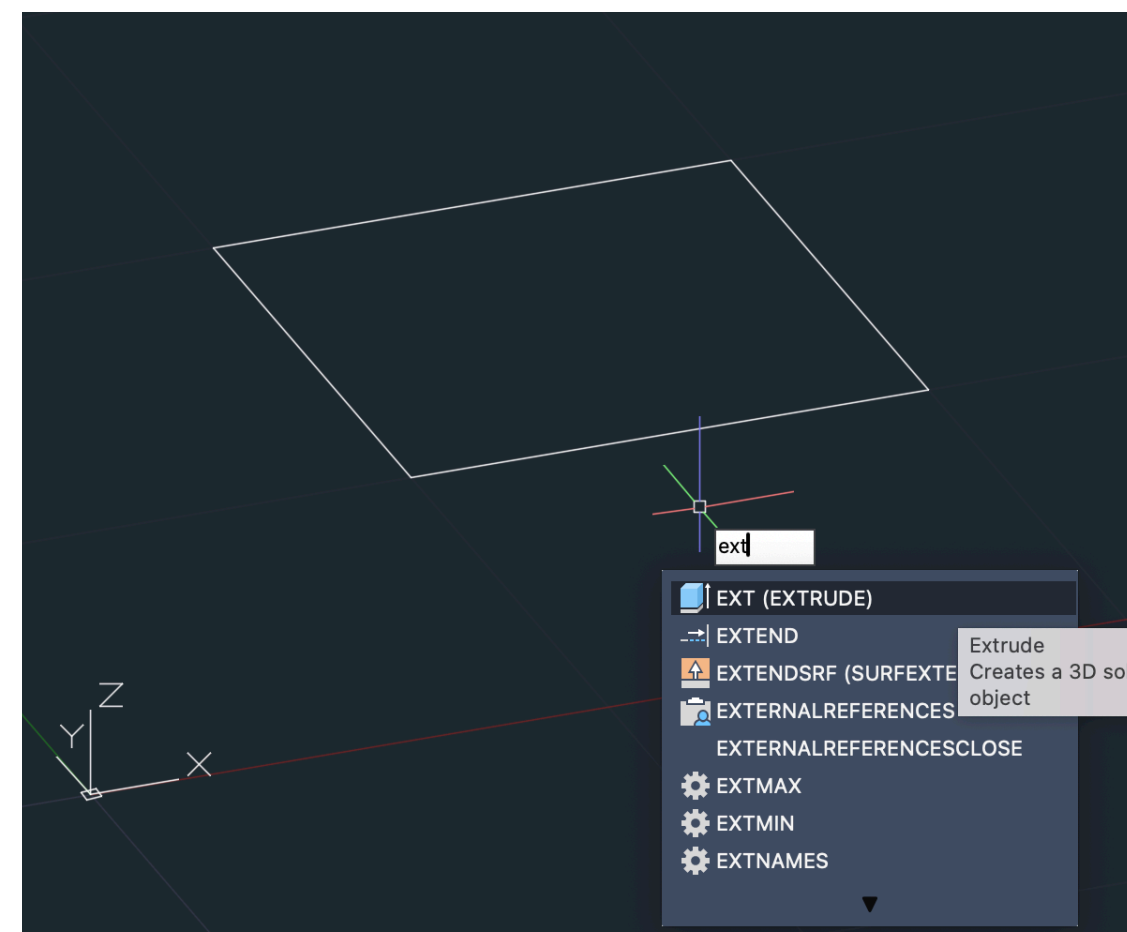 ext
EXT (EXTRUDE)
EXTEND
EXTENDSRF (SURFEXTE
Extrude
Creates a 3D so
object
EXTERNALREFERENCES
EXTERNALREFERENCESCLOSE
EXTMAX
EXTMIN
EXTNAMES
Z
Y
X